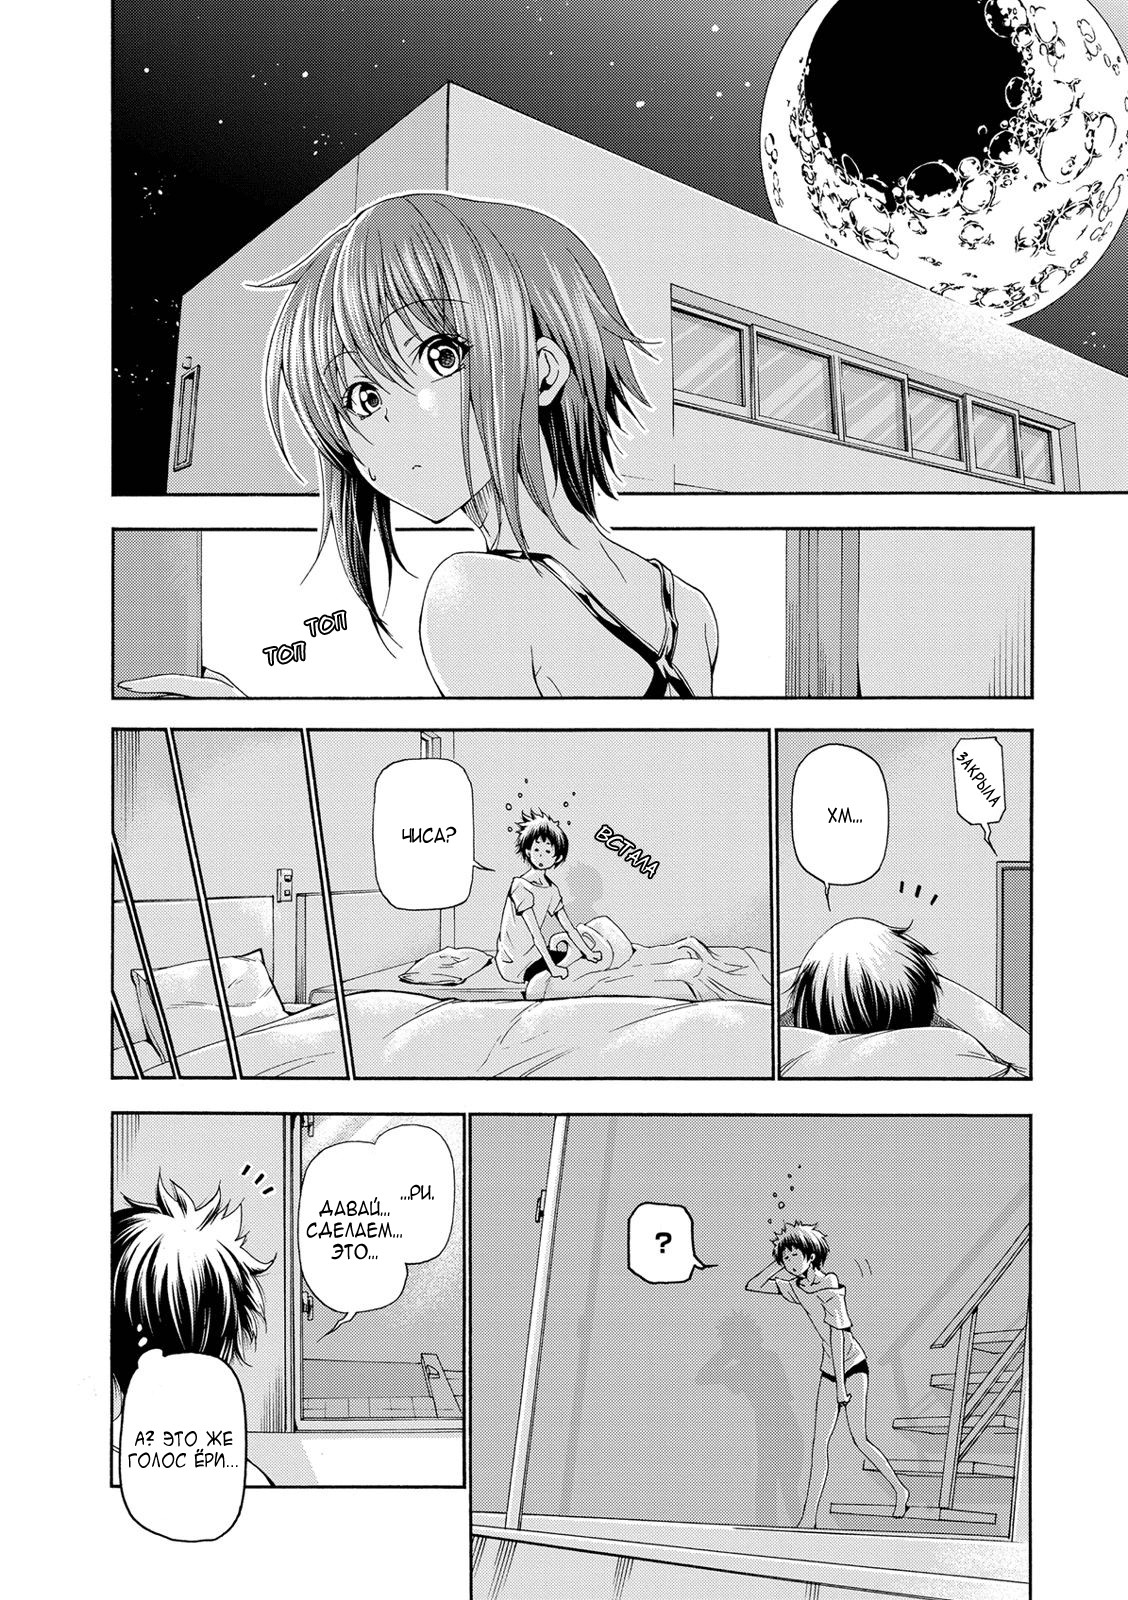 ТОП
ТОП
ЗАКРЫЛА
ХМ...
ВСТАЛА
ЧИСА?
?
...РИ.
ДАВАЙ...
СДЕЛАЕМ...
ЭТО...
А? ЭТО ЖЕ
ГОЛОС ЁРИ...